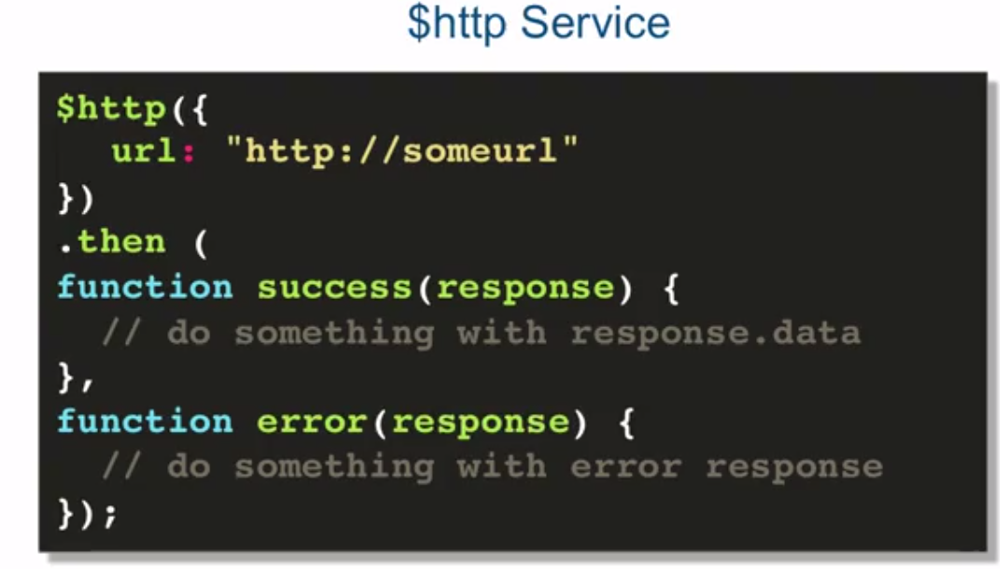 $http Service
$http({
url: "http://someurl"
})
.then (
function success(response) {
// do something with response.data
},
function error(response) {
// do something with error response
});